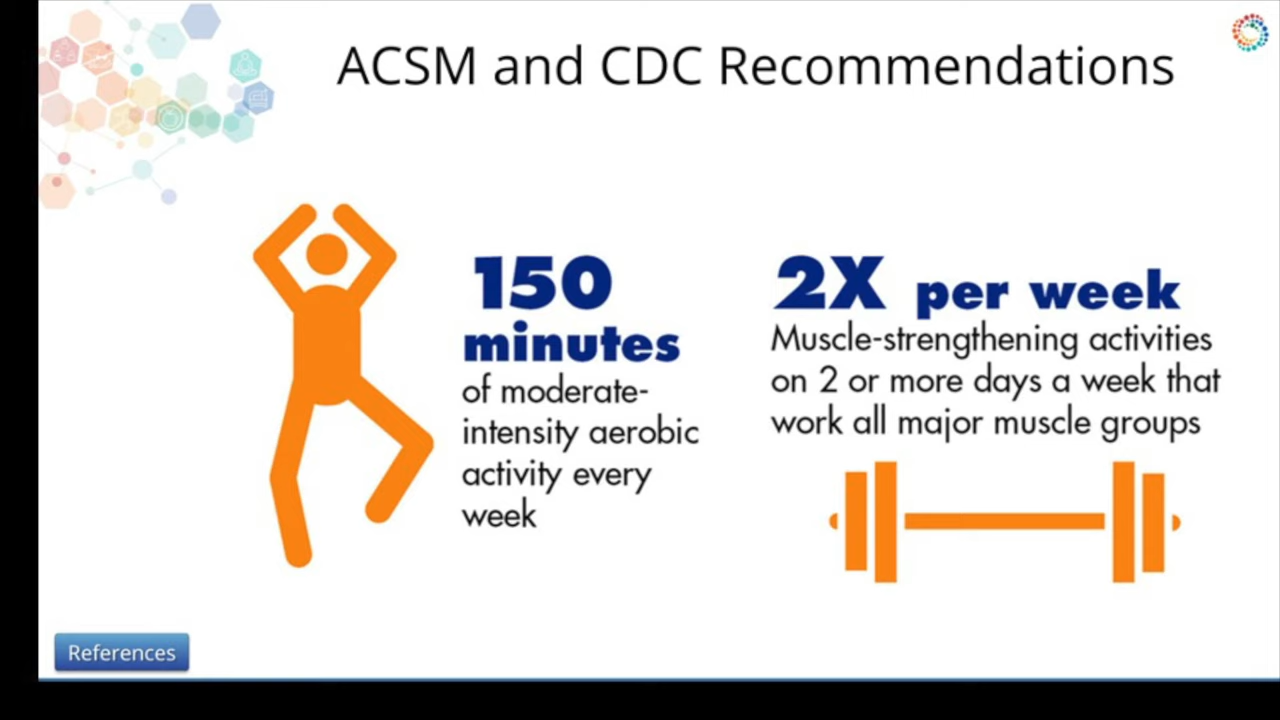 ACSM and CDC Recommendations
150
minutes
of moderate-
intensity aerobic
activity every
week
2X per week
Muscle-strengthening activities
on 2 or more days a week that
work all major muscle groups
References